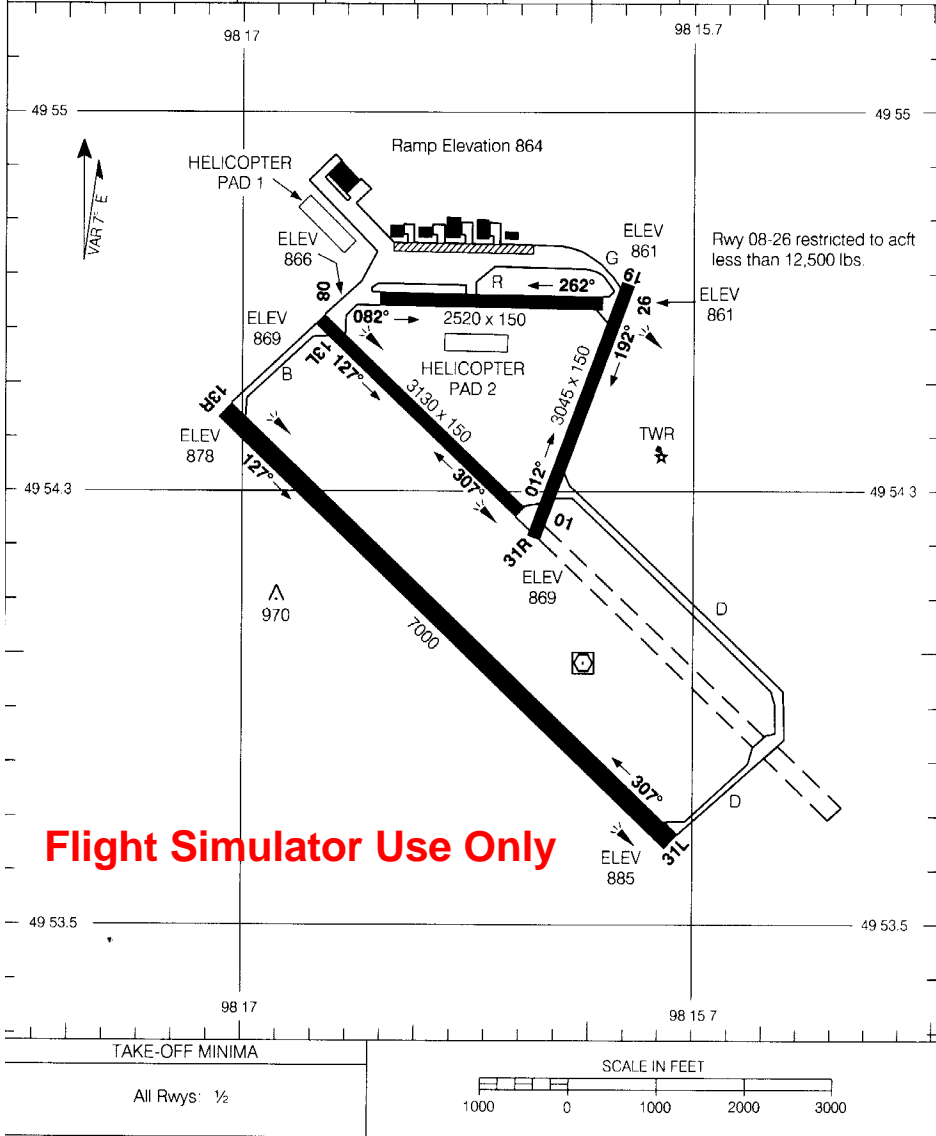 98 17
98 15.7
49 55
49 55
Ramp Elevation 864
HELICOPTER
PAD 1
VAR 7° E
ELEV
866
ELEV
861
G
Rwy 08-26 restricted to acft
less than 12,500 lbs.
19
R
262°
08
26
ELEV
861
082°
2520 x 150
ELEV
869
192°
13L
HELICOPTER
PAD 2
127°
3130 x 150
3045 x 150
B
13R
TWR
ELEV
878
127°
307°
012°
49 54 3
49 54 3
01
31R
ELEV
869
970
7000
D
307°
D
Flight Simulator Use Only
31L
ELEV
885
49 53.5
49 53.5
98 17
98 15 7
TAKE-OFF MINIMA
All Rwys: ½
SCALE IN FEET
1000 0 1000 2000 3000